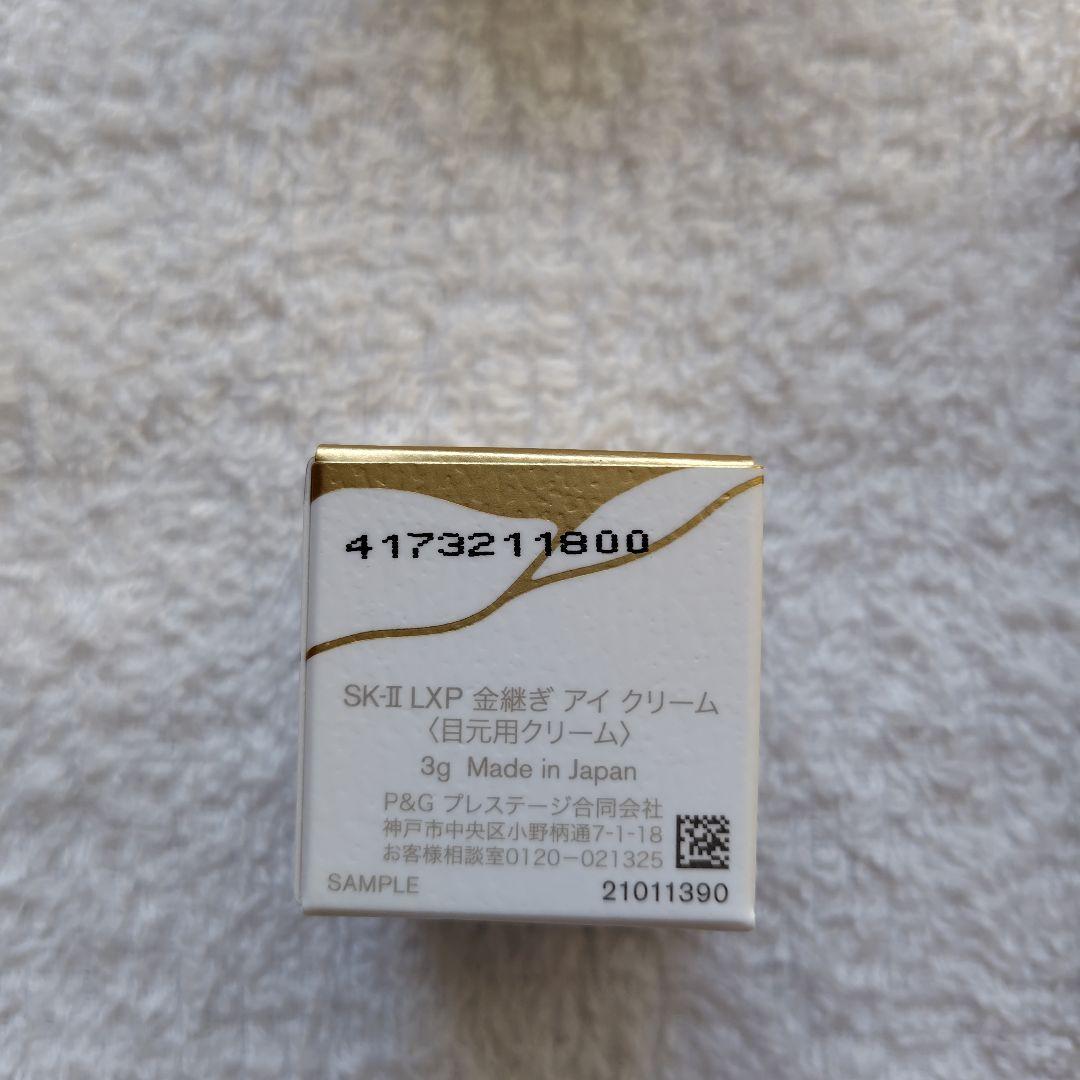 4173211800
SK-II LXP 金継ぎ アイ クリーム
〈目元用クリーム〉
3g Made in Japan
P&G プレステージ合同会社
神戸市中央区小野柄通7-1-18
お客様相談室0120-021325
SAMPLE
21011390